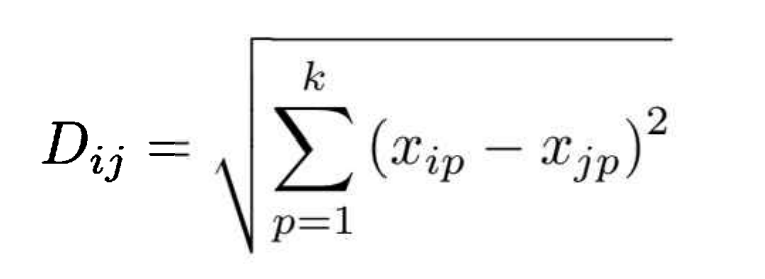 D_{ij} = \sqrt{\sum_{p=1}^{k} (x_{ip} - x_{jp})^2}